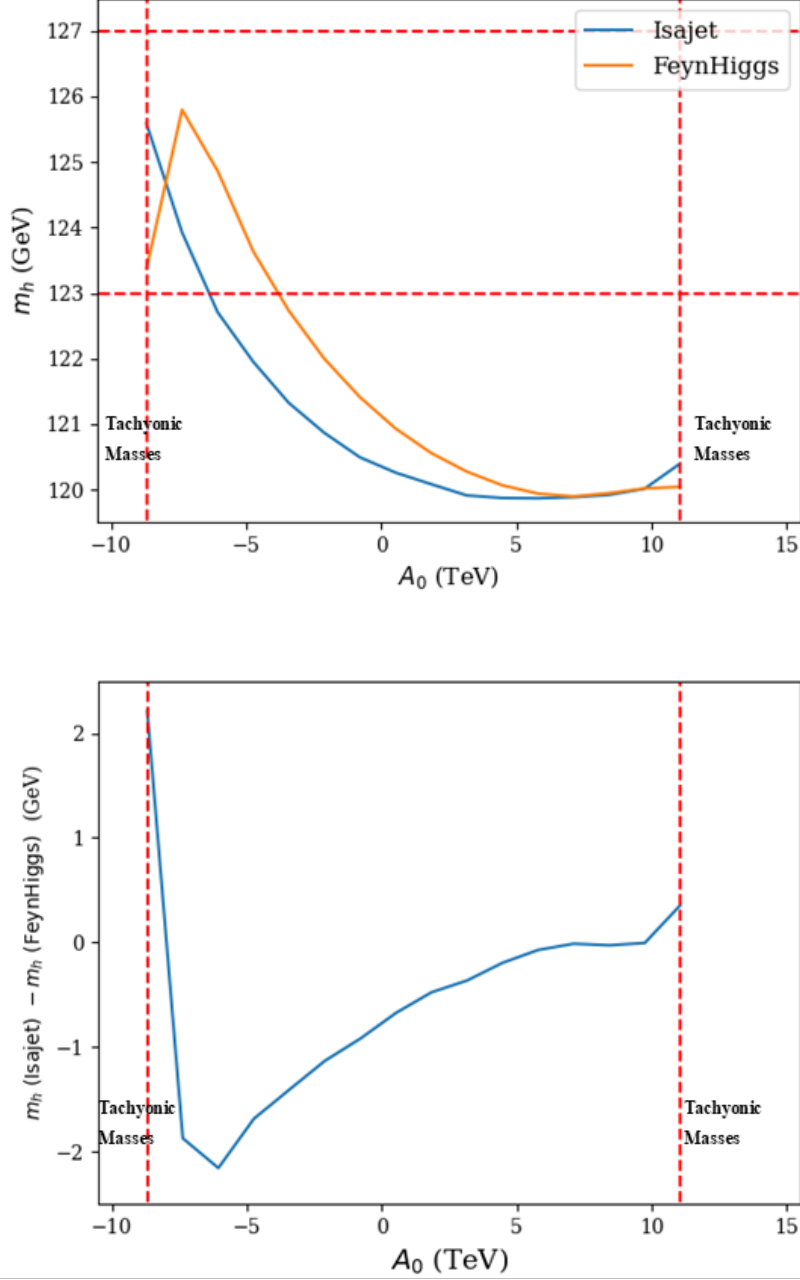 127
126
125
124
123
122
121
120
m_h (GeV)
Isajet
FeynHiggs
Tachyonic
Masses
Tachyonic
Masses
−10 −5 0 5 10 15
A_0 (TeV)
2
1
0
−1
−2
m_h (Isajet) − m_h (FeynHiggs) (GeV)
Tachyonic
Masses
Tachyonic
Masses
−10 −5 0 5 10 15
A_0 (TeV)